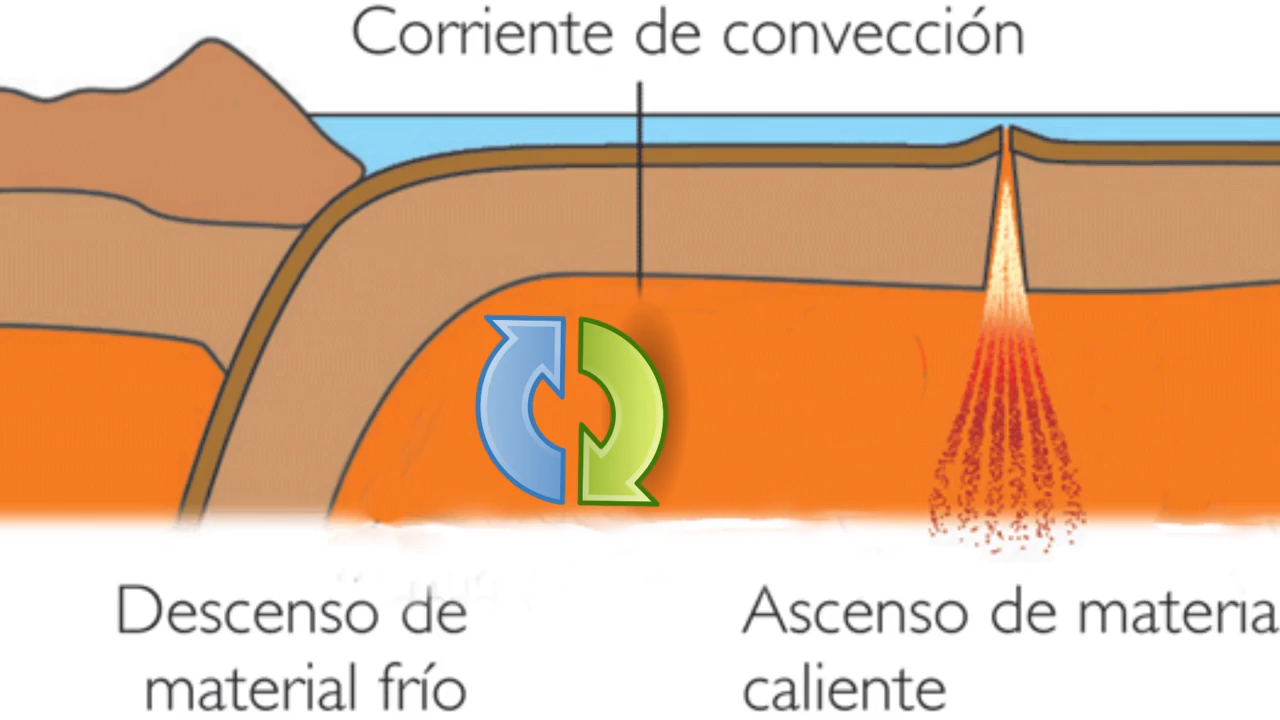 Corriente de convección
Descenso de
material frío
Ascenso de materia
caliente